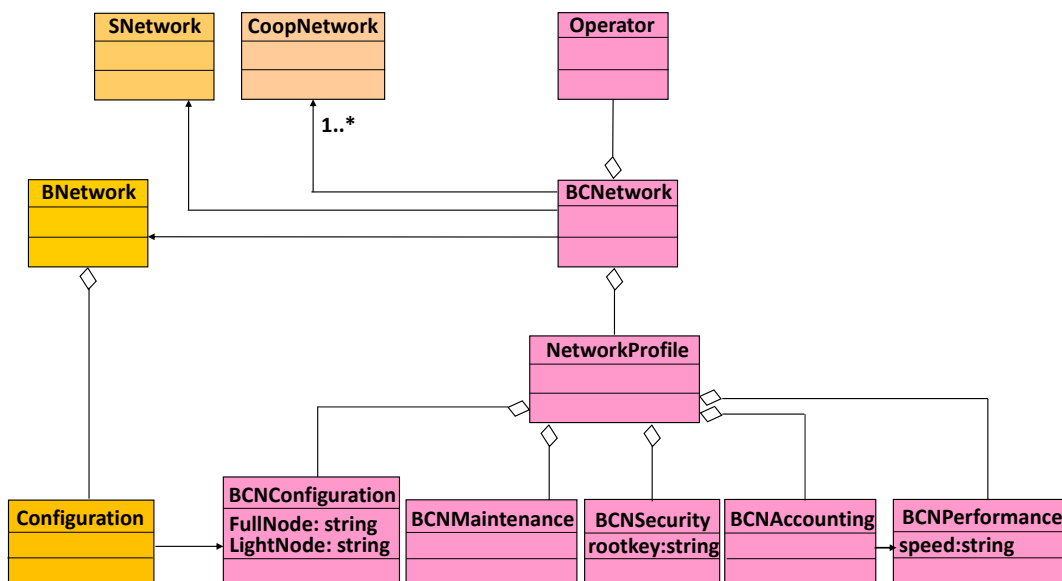 SNetwork
CoopNetwork
Operator
1..*
BNetwork
BCNetwork
NetworkProfile
Configuration
BCNConfiguration
FullNode: string
LightNode: string
BCNMaintenance
BCNSecurity
rootkey:string
BCNAccounting
BCNPerformance
speed:string